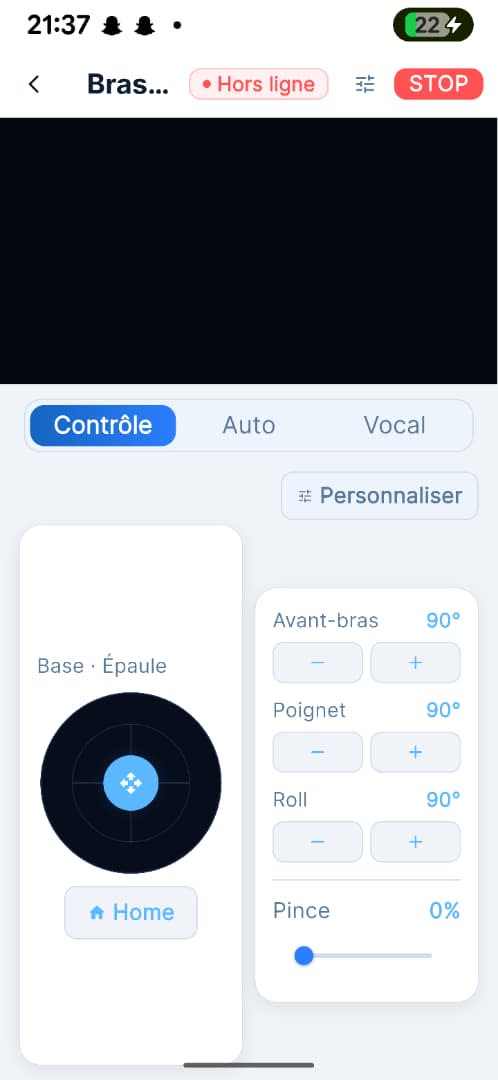 21:37
22
Bras...
Hors ligne
STOP
Contrôle
Auto
Vocal
Personnaliser
Base · Épaule
Home
Avant-bras 90°
− +
Poignet 90°
− +
Roll 90°
− +
Pince 0%